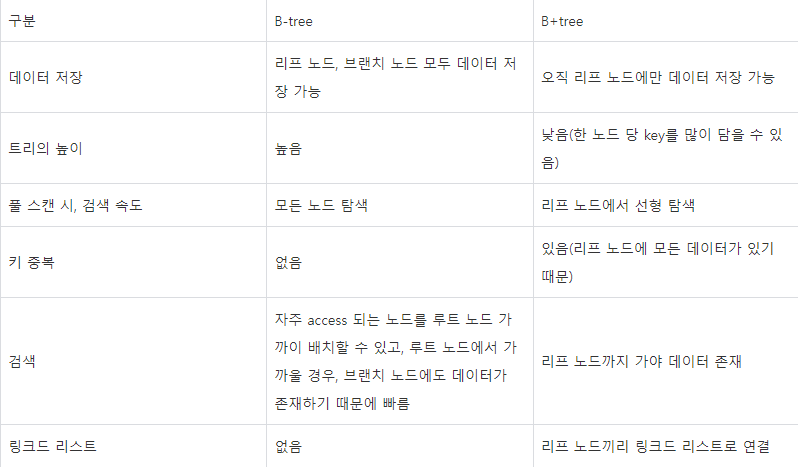 구분 B-tree B+tree
데이터 저장 리프 노드, 브랜치 노드 모두 데이터 저
장 가능 오직 리프 노드에만 데이터 저장 가능
트리의 높이 높음 낮음(한 노드 당 key를 많이 담을 수 있
음)
풀 스캔 시, 검색 속도 모든 노드 탐색 리프 노드에서 선형 탐색
키 중복 없음 있음(리프 노드에 모든 데이터가 있기
때문)
검색 자주 access 되는 노드를 루트 노드 가
까이 배치할 수 있고, 루트 노드에서 가
까울 경우, 브랜치 노드에도 데이터가
존재하기 때문에 빠름 리프 노드까지 가야 데이터 존재
링크드 리스트 없음 리프 노드끼리 링크드 리스트로 연결